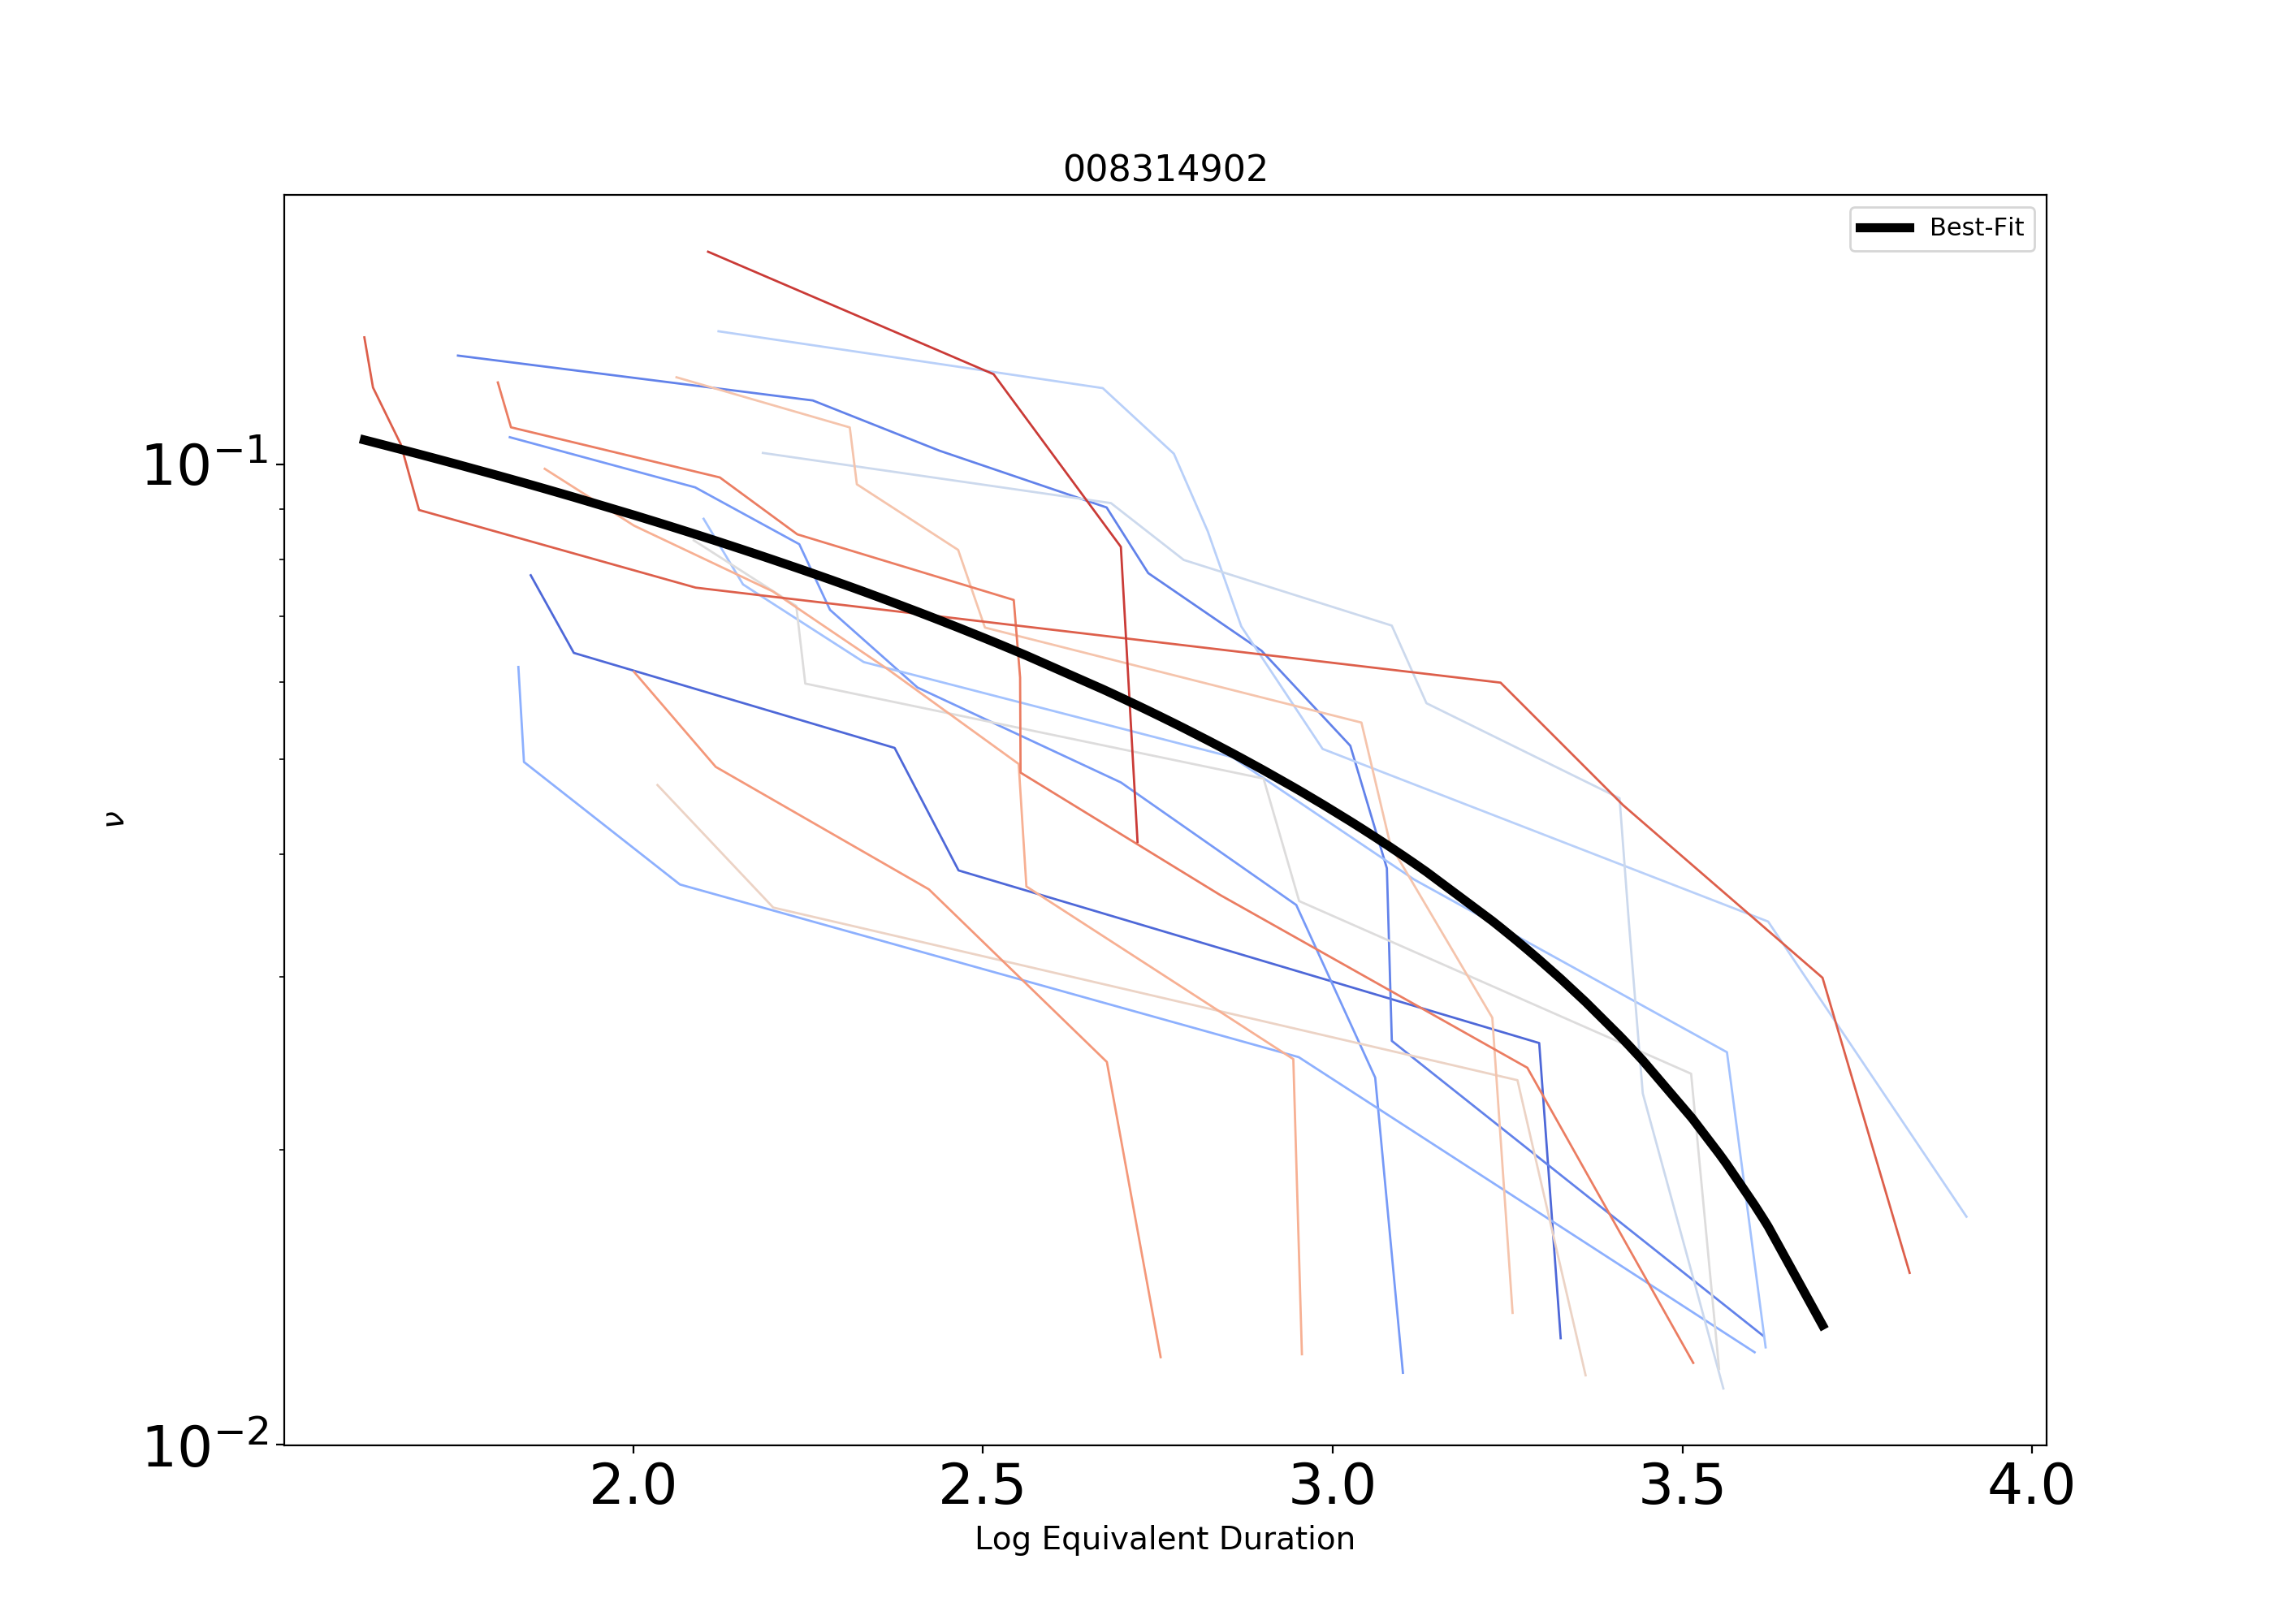 008314902
Best-Fit
10⁻¹
ν
10⁻²
2.0 2.5 3.0 3.5 4.0
Log Equivalent Duration